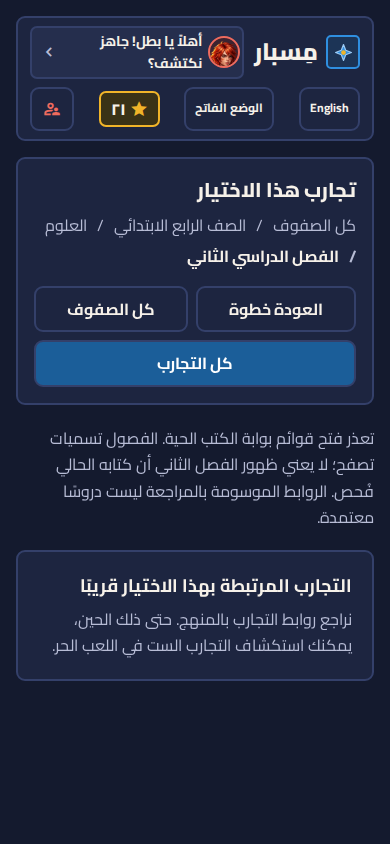 مِسبار
أهلاً يا بطل! جاهز
نكتشف؟
English
الوضع الفاتح
٢١
تجارب هذا الاختيار
كل الصفوف / الصف الرابع الابتدائي / العلوم
/ الفصل الدراسي الثاني
العودة خطوة
كل الصفوف
كل التجارب
تعذر فتح قوائم بوابة الكتب الحية. الفصول تسميات
تصفح؛ لا يعني ظهور الفصل الثاني أن كتابه الحالي
فُحص. الروابط الموسومة بالمراجعة ليست دروسًا
معتمدة.
التجارب المرتبطة بهذا الاختيار قريبًا
نراجع روابط التجارب بالمنهج. حتى ذلك الحين،
يمكنك استكشاف التجارب الست في اللعب الحر.